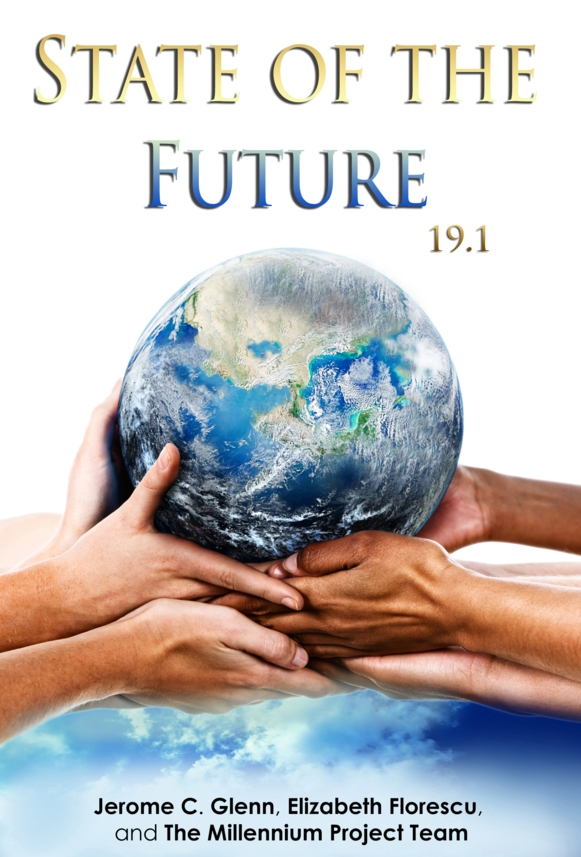 STATE OF THE
FUTURE
19.1
Jerome C. Glenn, Elizabeth Florescu,
and The Millennium Project Team